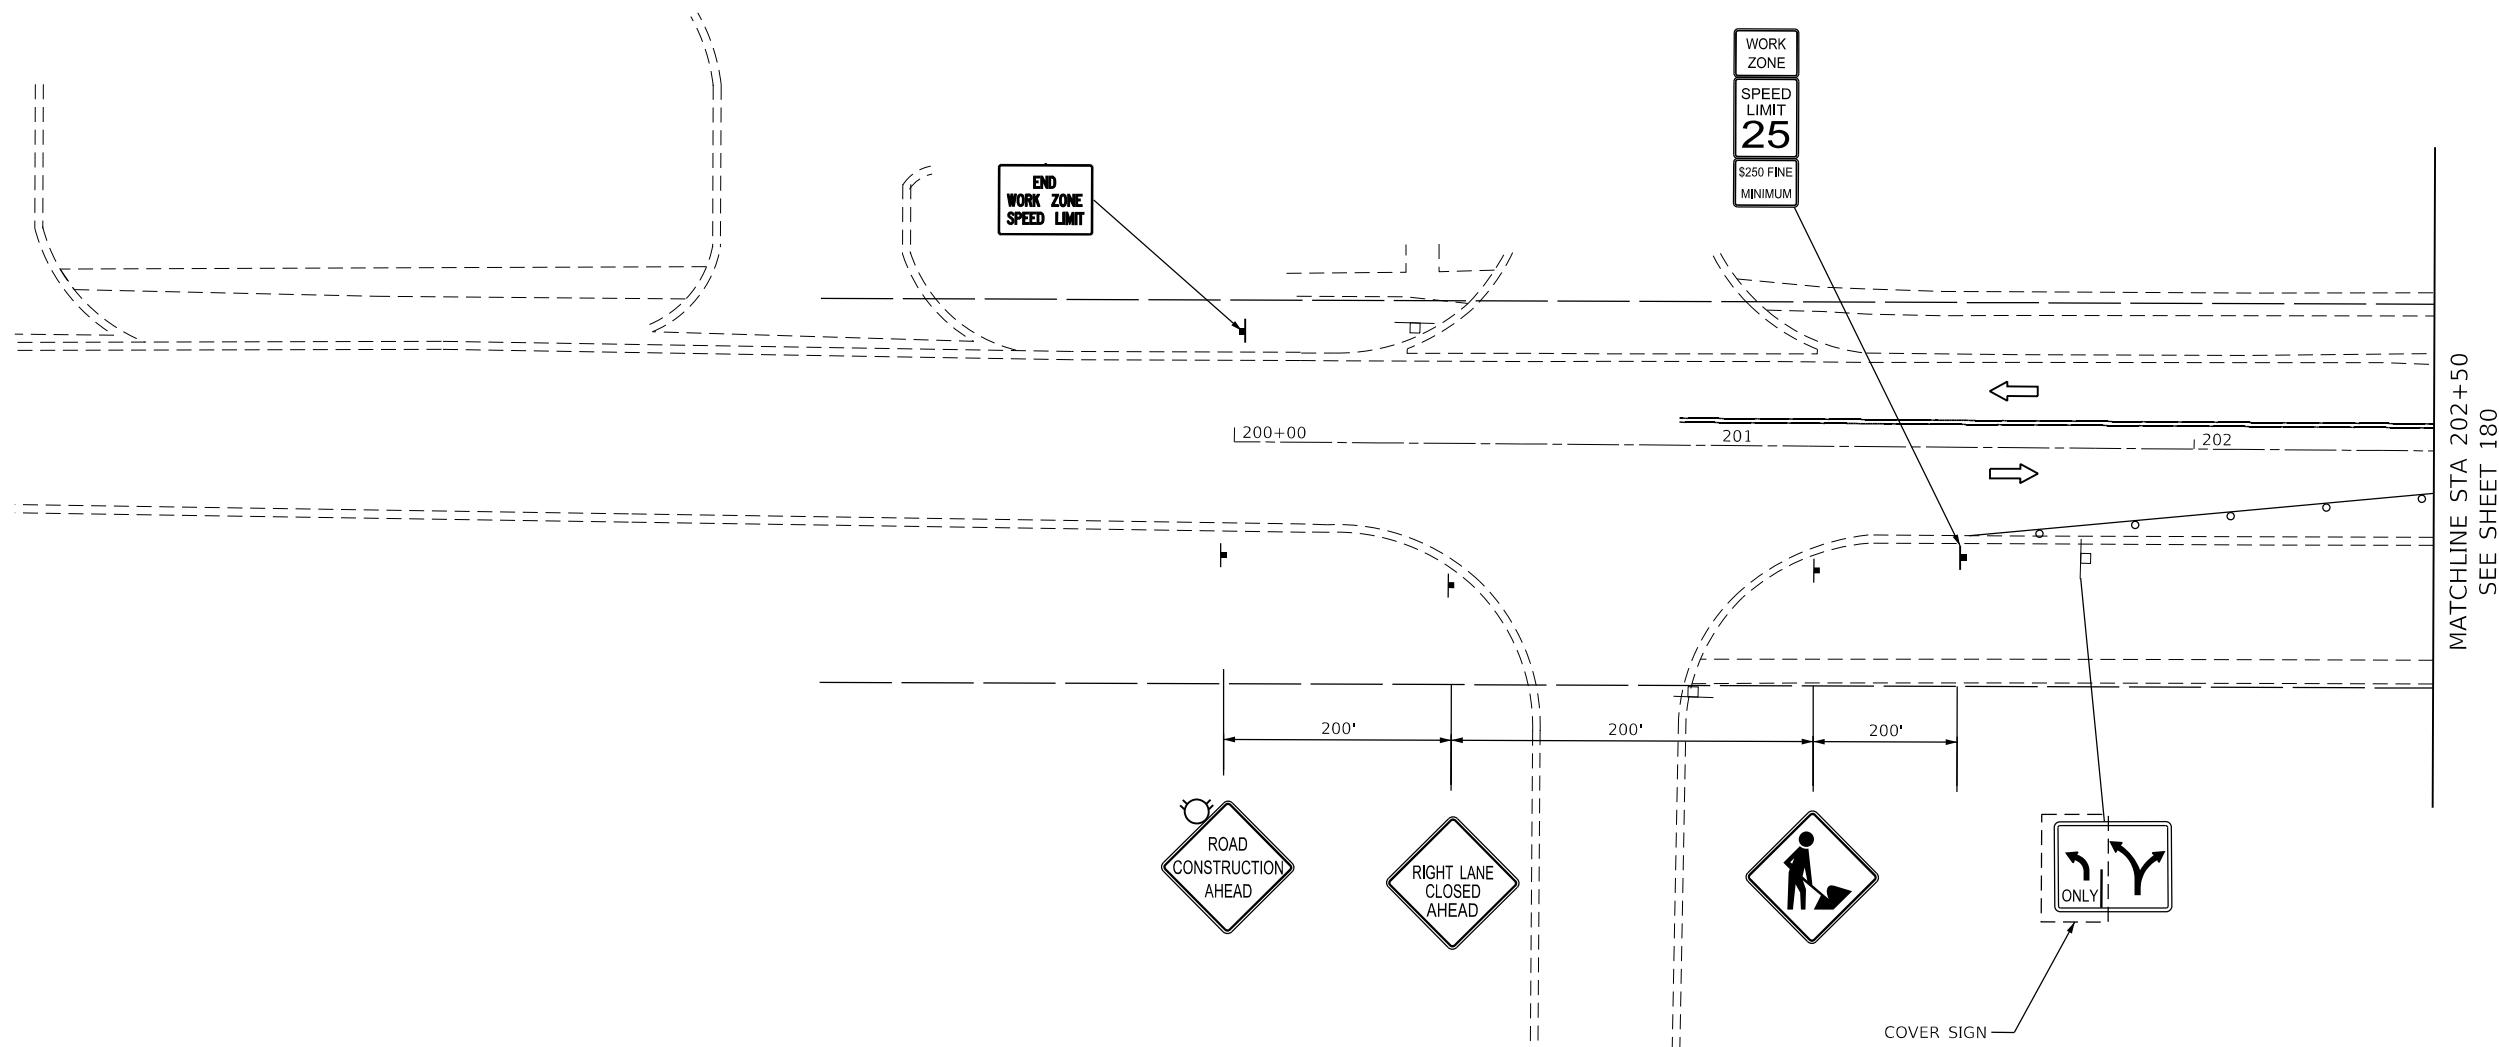 WORK
ZONE
SPEED
LIMIT
25
$250 FINE
MINIMUM
END
WORK ZONE
SPEED LIMIT
200+00
201
202
MATCHLINE STA 202+50
SEE SHEET 180
200'
200'
200'
ROAD
CONSTRUCTION
AHEAD
RIGHT LANE
CLOSED
AHEAD
ONLY
COVER SIGN